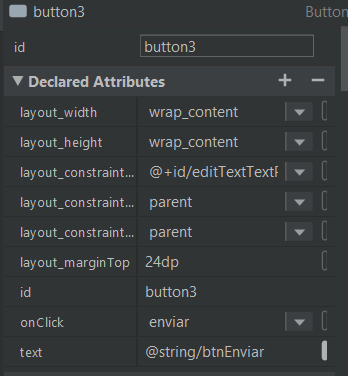 button3 Button
id button3
Declared Attributes
layout_width wrap_content
layout_height wrap_content
layout_constraint... @+id/editTextTextP
layout_constraint... parent
layout_constraint... parent
layout_marginTop 24dp
id button3
onClick enviar
text @string/btnEnviar